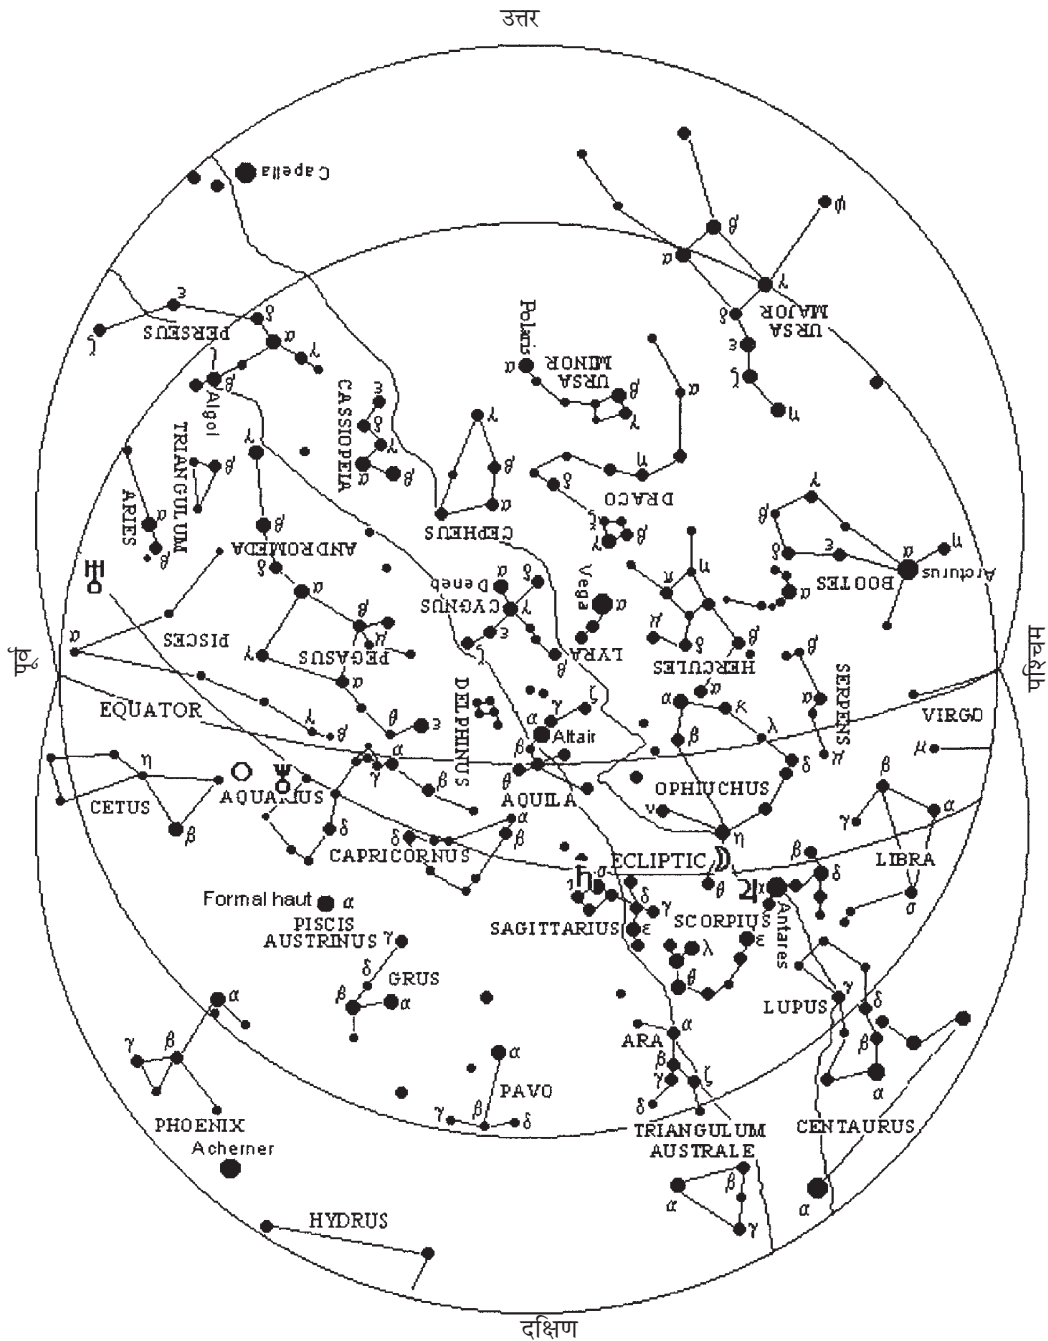 उत्तर
Capella
ψ
β
α
γ
URSA
MAJOR
δ
ε
ζ
η
ε
δ
ζ
PERSEUS
α
γ
β
Algol
Polaris
α
URSA
MINOR
β
γ
α
CASSIOPEIA
ε
δ
γ
α
β
γ
β
α
CEPHEUS
η
δ
DRACO
ζ
β
γ
TRIANGULUM
β
γ
ARIES
α
β
ANDROMEDA
β
δ
α
γ
β
δ
ε
α
η
BOOTES
Arcturus
α
Deneb
CYGNUS
γ
ε
ζ
β
Vega
α
LYRA
π
η
μ
δ
β
HERCULES
α
PISCES
α
β
μ
PEGASUS
γ
α
θ
ε
पूर्व
पश्चिम
EQUATOR
γ
β
DELPHINUS
ζ
γ
α
Altair
β
θ
AQUILA
α
κ
β
λ
δ
OPHIUCHUS
ν
η
β
α
SERPENS
μ
VIRGO
μ
η
CETUS
β
AQUARIUS
α
γ
β
δ
CAPRICORNUS
δ
α
β
ECLIPTIC
θ
β
α
γ
LIBRA
σ
Formal haut
α
PISCIS
AUSTRINUS
σ
δ
γ
SAGITTARIUS
ε
SCORPIUS
β
δ
Antares
ε
λ
θ
γ
δ
GRUS
β
α
LUPUS
γ
δ
α
β
γ
PHOENIX
Acherner
α
PAVO
γ
β
δ
ARA
α
β
γ
ζ
δ
TRIANGULUM
AUSTRALE
β
α
γ
β
α
CENTAURUS
α
HYDRUS
दक्षिण